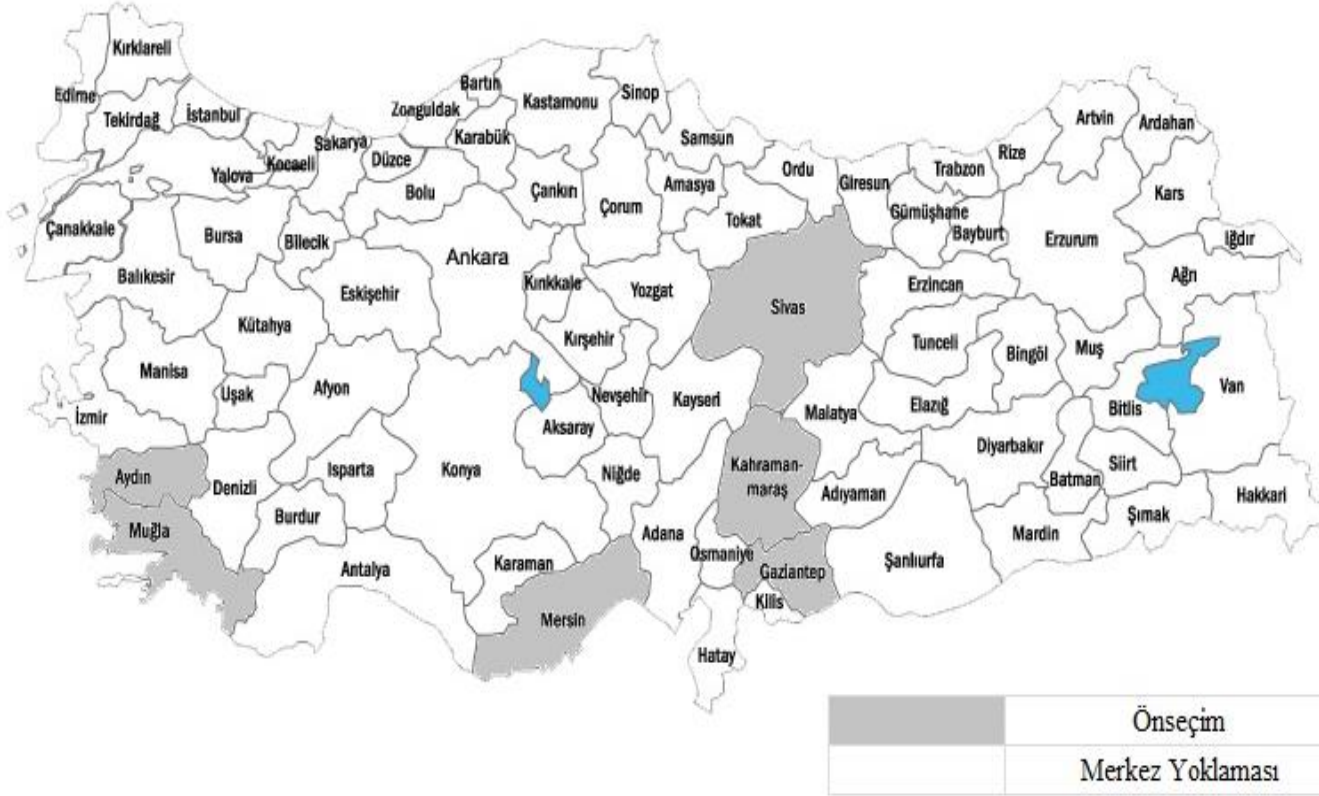 Kırklareli
Edirne
Tekirdağ
İstanbul
Kocaeli
Yalova
Sakarya
Düzce
Zonguldak
Bartın
Karabük
Kastamonu
Sinop
Samsun
Ordu
Giresun
Trabzon
Rize
Artvin
Ardahan
Çanakkale
Balıkesir
Bursa
Bilecik
Bolu
Çankırı
Çorum
Amasya
Tokat
Gümüşhane
Bayburt
Erzurum
Kars
Iğdır
Ağrı
Ankara
Eskişehir
Kütahya
Kırıkkale
Kırşehir
Yozgat
Sivas
Erzincan
Tunceli
Bingöl
Muş
Van
Bitlis
Manisa
İzmir
Uşak
Afyon
Nevşehir
Aksaray
Kayseri
Malatya
Elazığ
Diyarbakır
Batman
Siirt
Hakkari
Şırnak
Mardin
Aydın
Denizli
Isparta
Burdur
Muğla
Antalya
Konya
Karaman
Niğde
Adana
Mersin
Kahraman-
maraş
Adıyaman
Osmaniye
Gaziantep
Kilis
Şanlıurfa
Hatay
Önseçim
Merkez Yoklaması